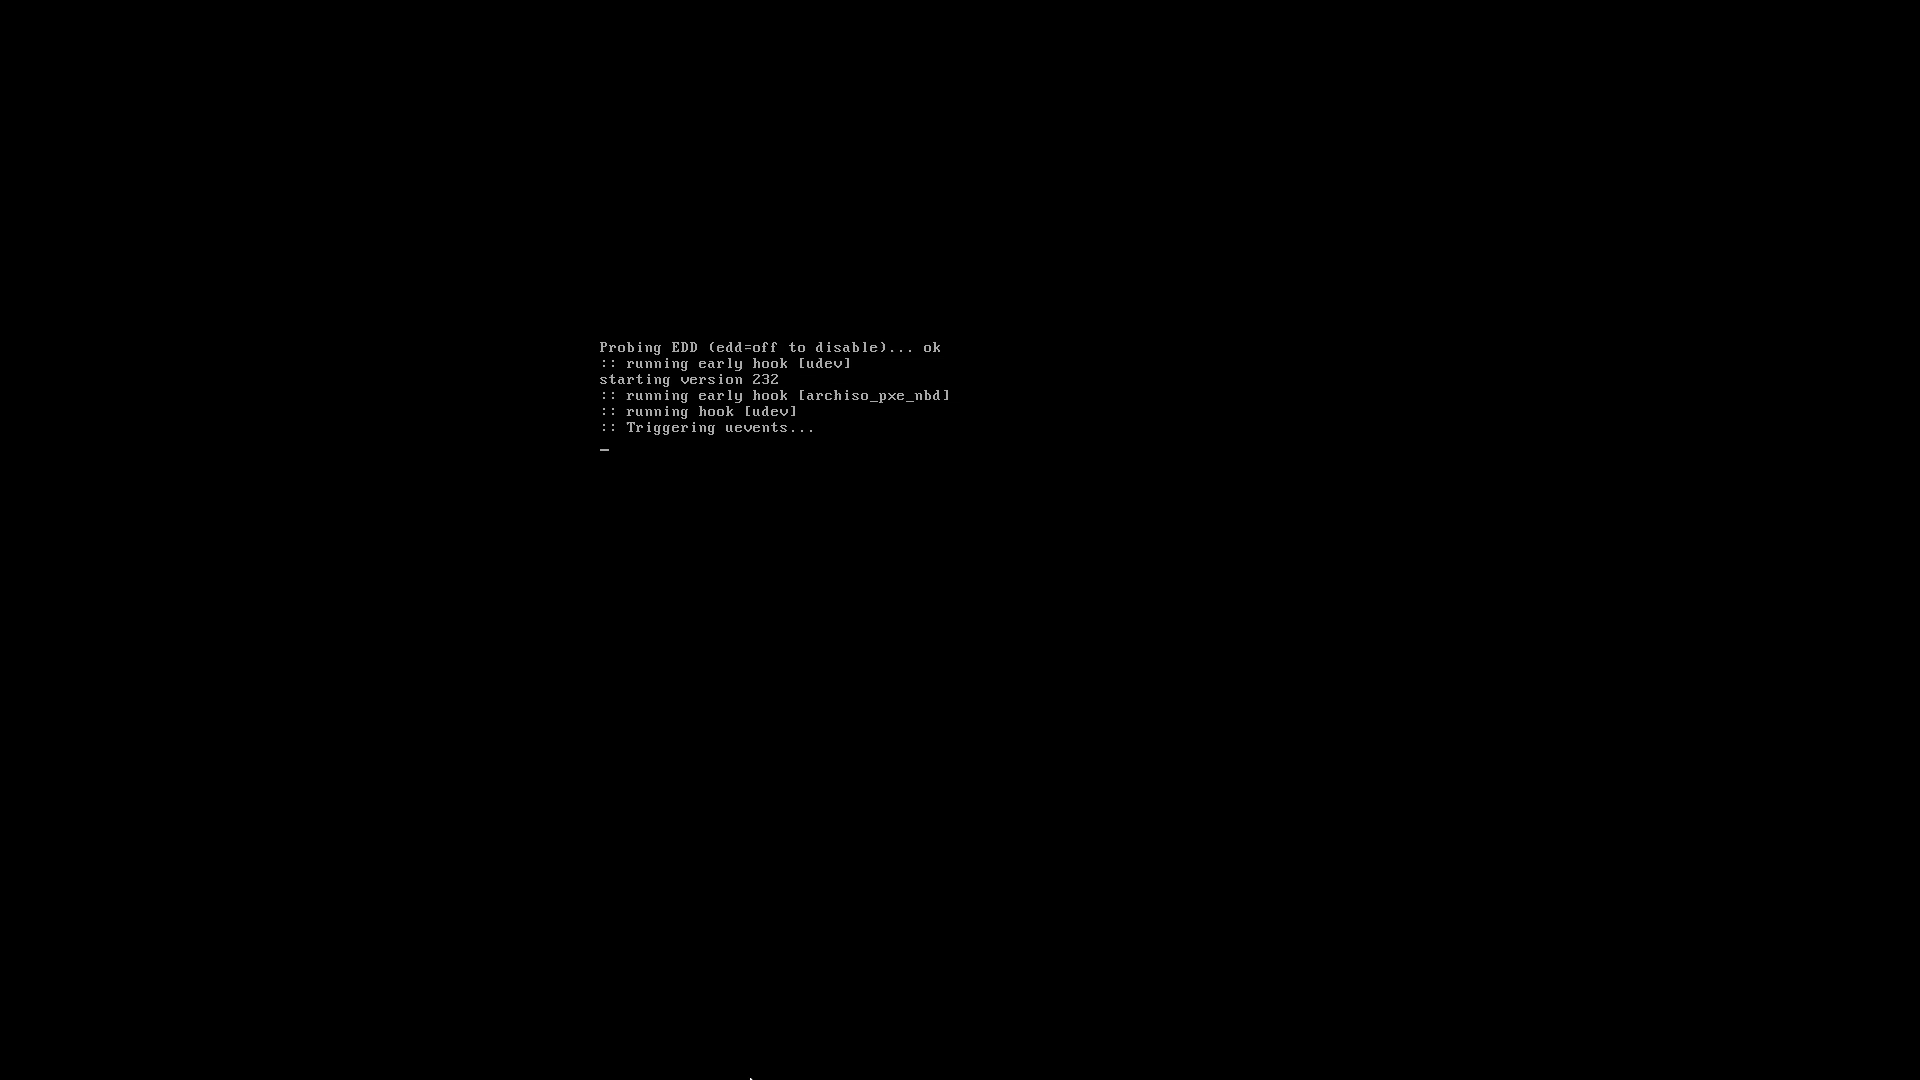 Probing EDD (edd=off to disable)... ok
:: running early hook [udev]
starting version 232
:: running early hook [archiso_pxe_nbd]
:: running hook [udev]
:: Triggering uevents...